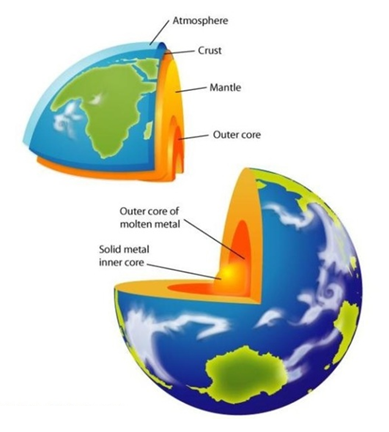 Atmosphere
Crust
Mantle
Outer core
Outer core of
molten metal
Solid metal
inner core